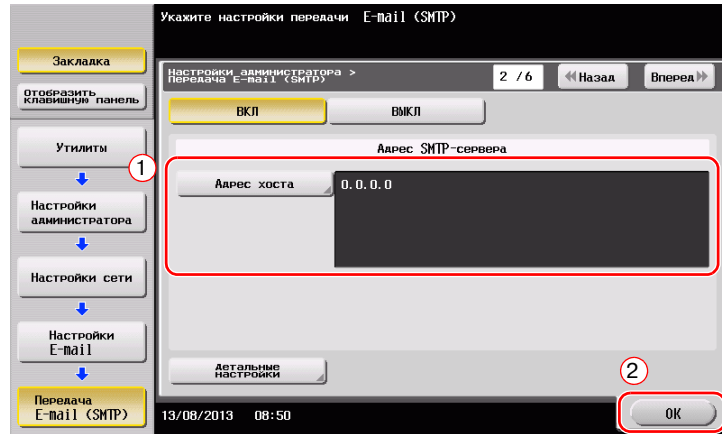 Укажите настройки передачи E-mail (SMTP)
Закладка
Отобразить
клавишную панель
Утилиты
Настройки
администратора
Настройки сети
Настройки
E-mail
Передача
E-mail (SMTP)
Настройки администратора >
Передача E-mail (SMTP)
2 /6
Назад
Вперед
ВКЛ
ВЫКЛ
Адрес SMTP-сервера
1
Адрес хоста
0.0.0.0
Детальные
настройки
2
13/08/2013 08:50
OK